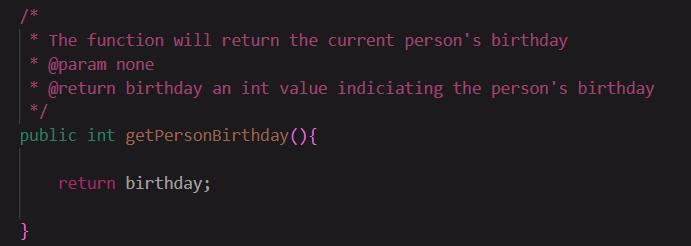 /*
* The function will return the current person's birthday
* @param none
* @return birthday an int value indiciating the person's birthday
*/
public int getPersonBirthday(){
return birthday;
}